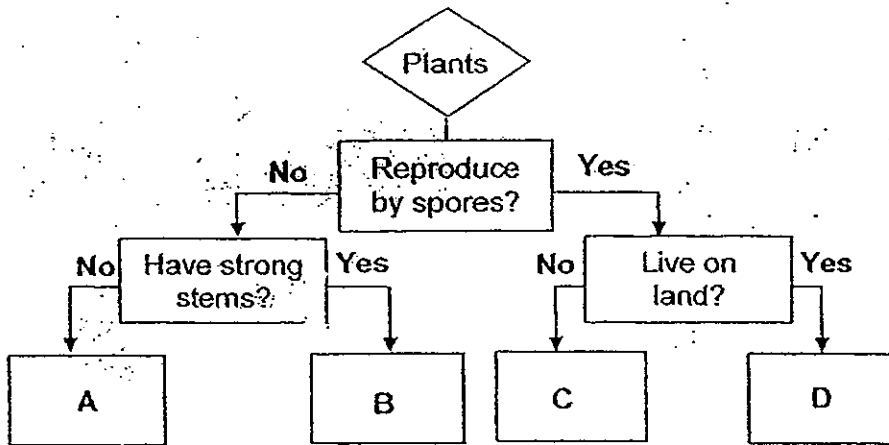 Plants
No
Reproduce
by spores?
Yes
No
Have strong
stems?
Yes
No
Live on
land?
Yes
A
B
C
D